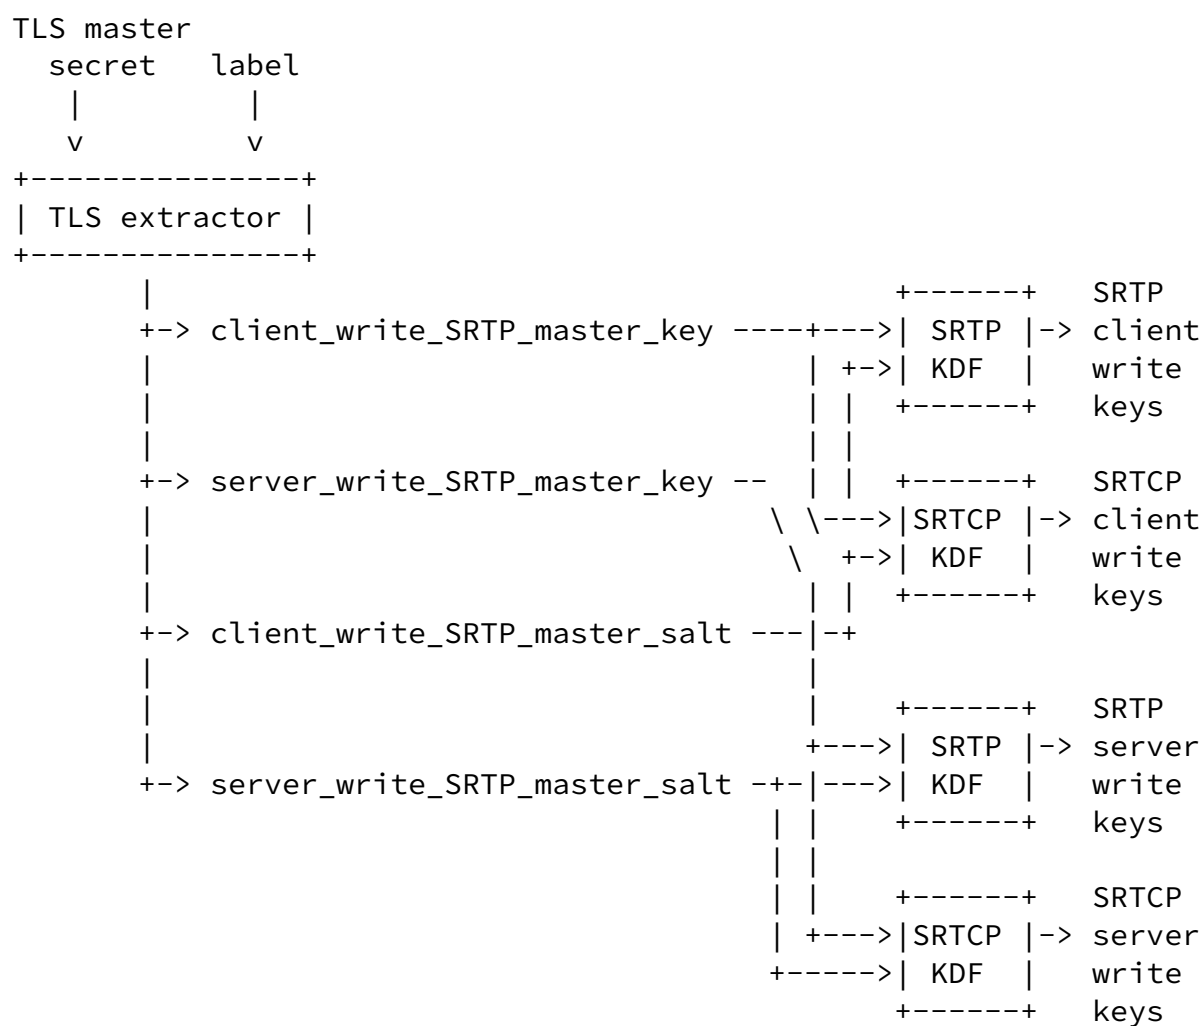 TLS master
  secret   label
   |         |
   v         v
+---------------+
| TLS extractor |
+---------------+
       |                                         +------+   SRTP
       +-> client_write_SRTP_master_key ----+--->| SRTP |-> client
       |                                    | +->| KDF  |   write
       |                                    | |  +------+   keys
       |                                    | |
       +-> server_write_SRTP_master_key --  | |  +------+   SRTCP
       |                                  \ \--->|SRTCP |-> client
       |                                   \  +->| KDF  |   write
       |                                    | |  +------+   keys
       +-> client_write_SRTP_master_salt ---|-+
       |                                    |
       |                                    |    +------+   SRTP
       |                                    +--->| SRTP |-> server
       +-> server_write_SRTP_master_salt -+-|--->| KDF  |   write
                                          | |    +------+   keys
                                          | |
                                          | |    +------+   SRTCP
                                          | +--->|SRTCP |-> server
                                          +----->| KDF  |   write
                                                 +------+   keys